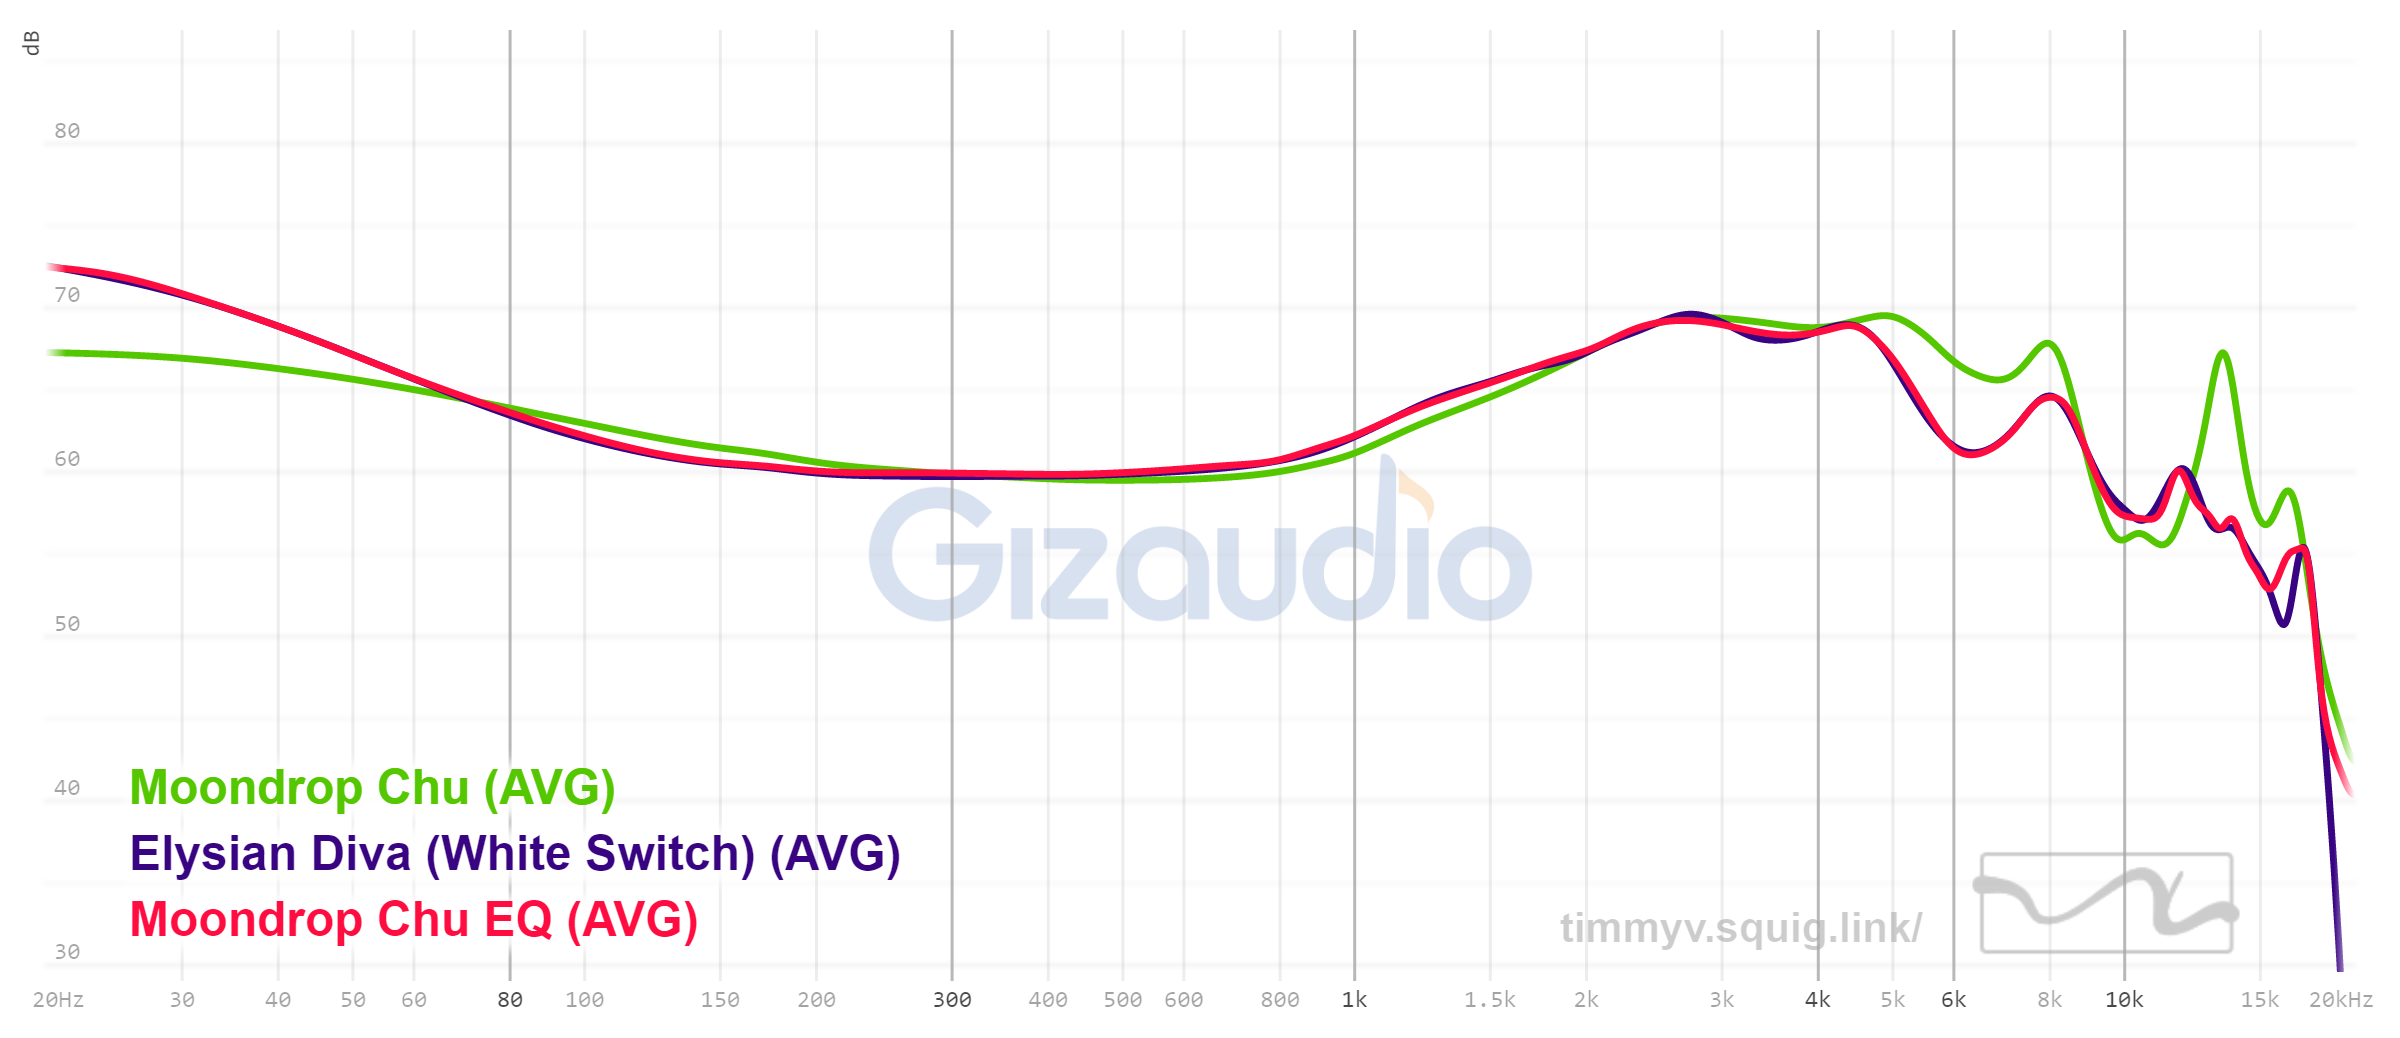 dB
80
70
60
50
40
30
Gizaudio
Moondrop Chu (AVG)
Elysian Diva (White Switch) (AVG)
Moondrop Chu EQ (AVG)
timmyv.squig.link/
20Hz 30 40 50 60 80 100 150 200 300 400 500 600 800 1k 1.5k 2k 3k 4k 5k 6k 8k 10k 15k 20kHz